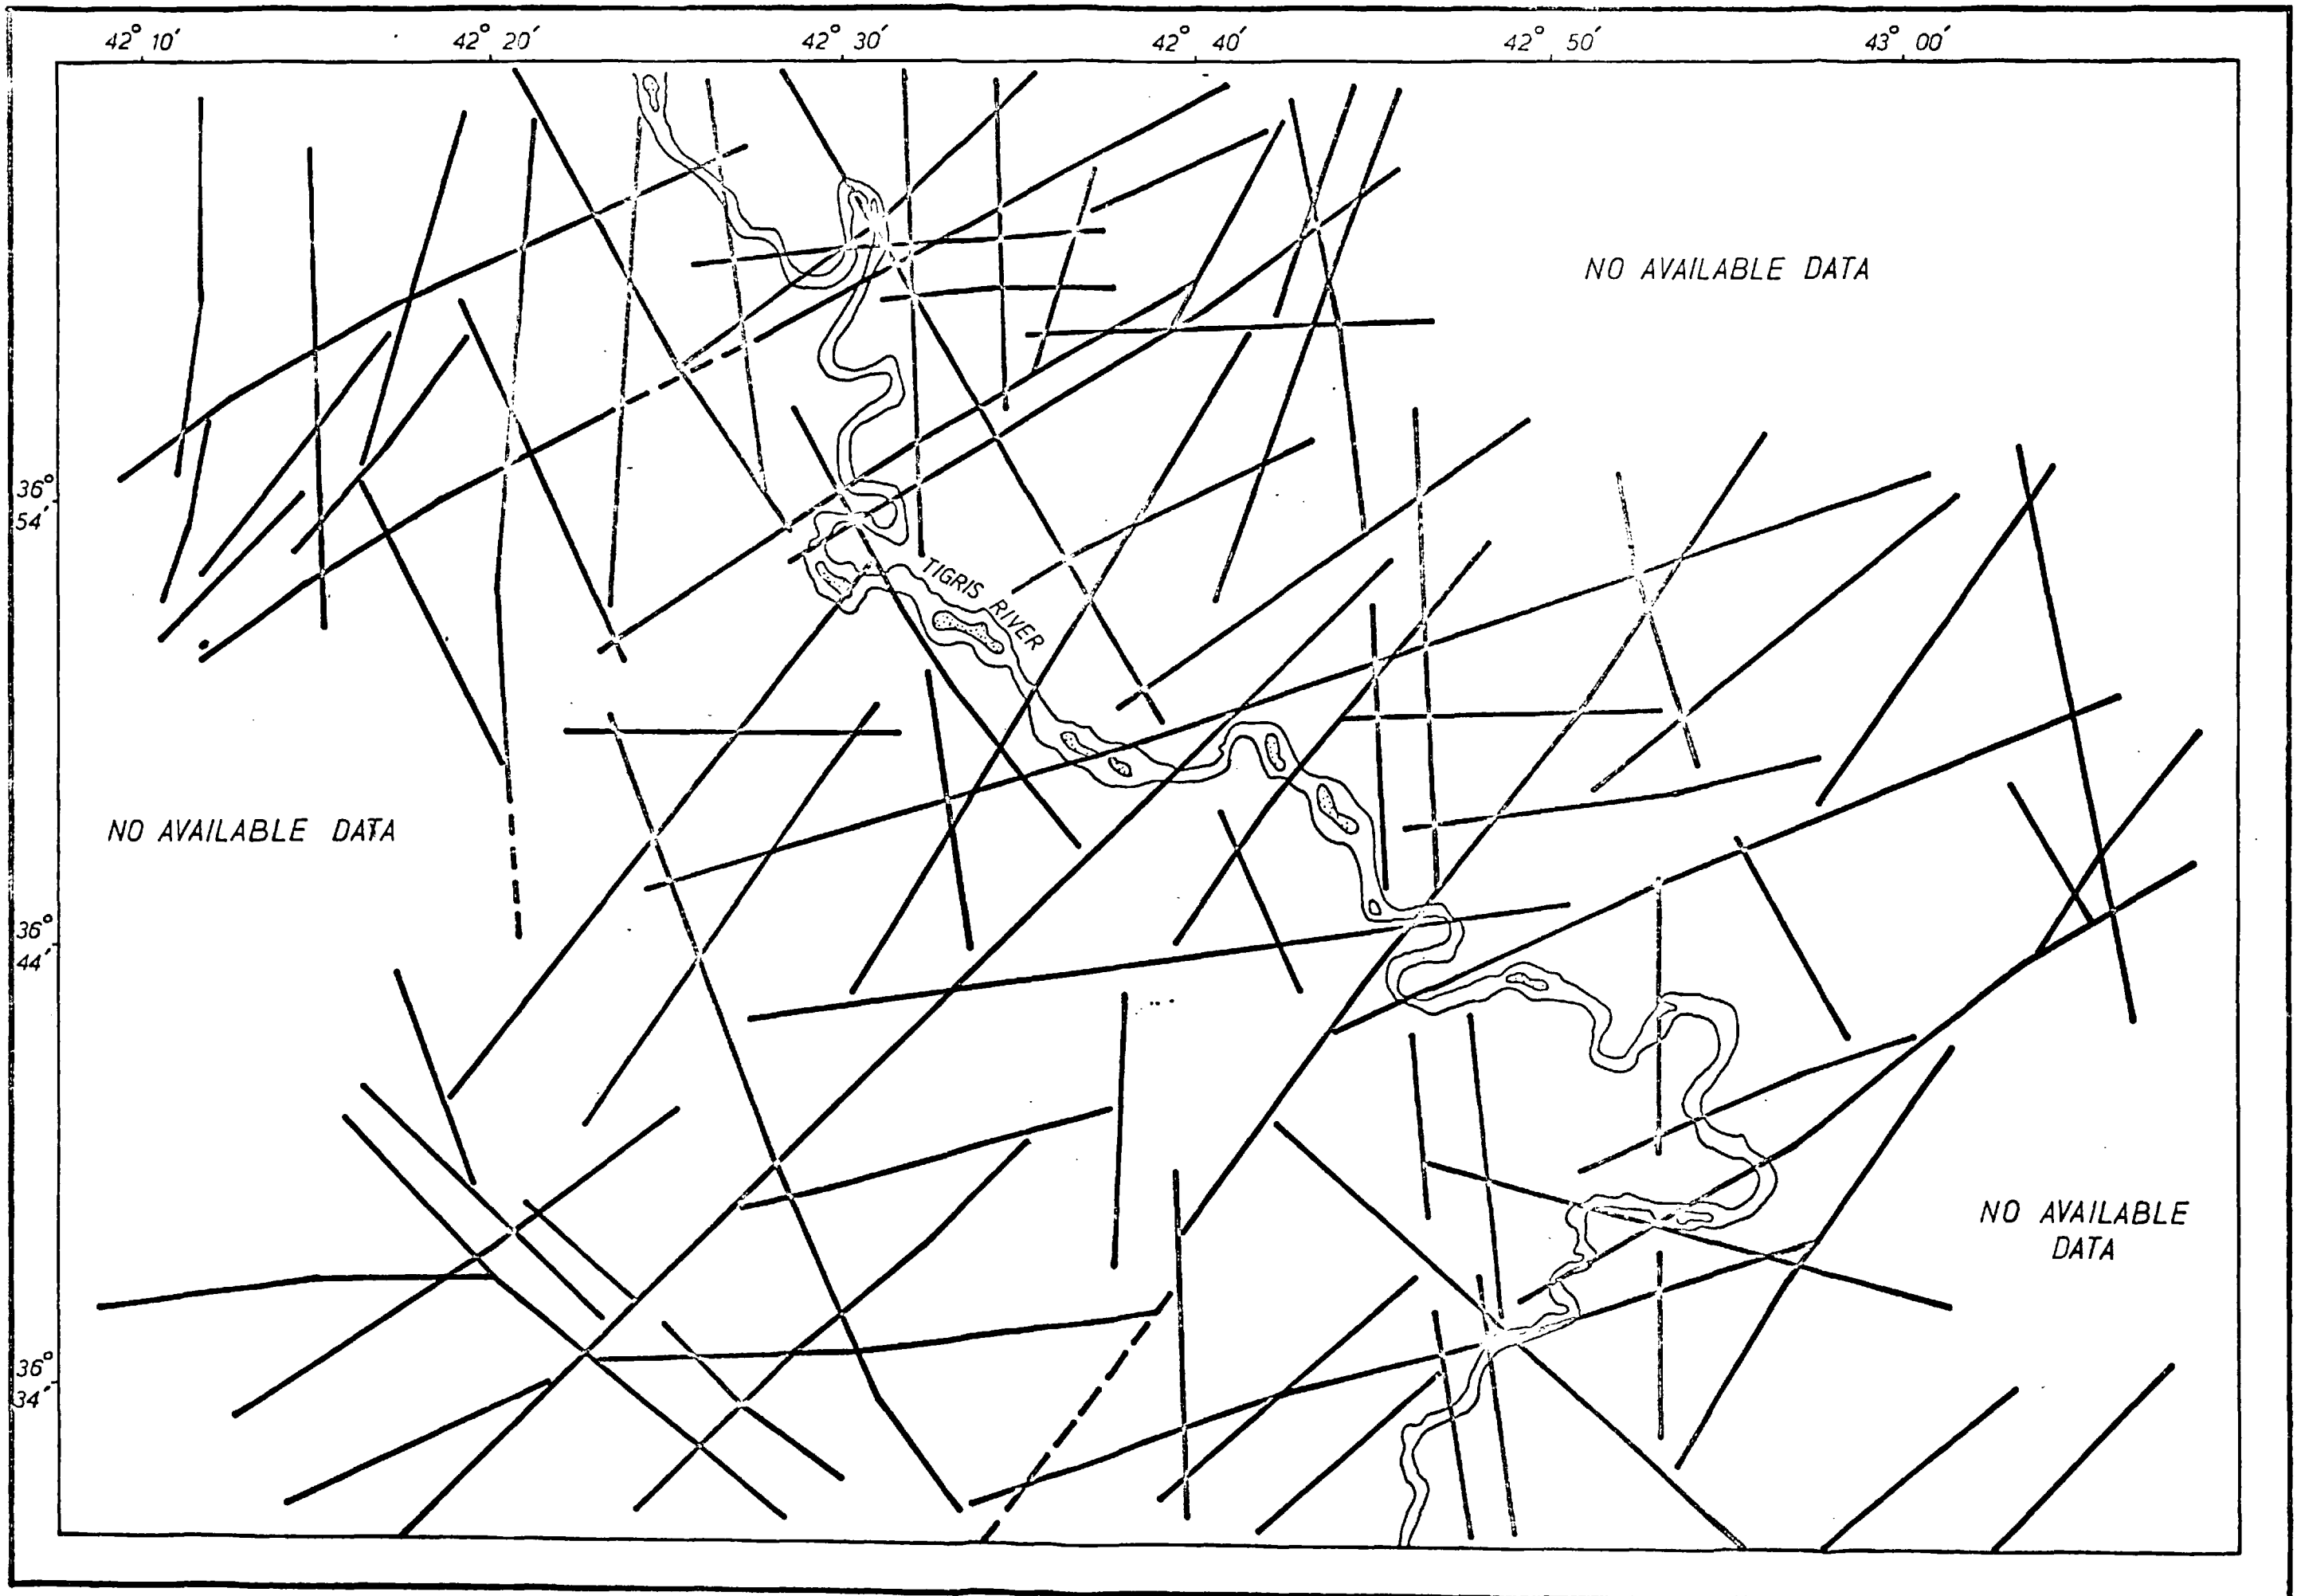 42° 10′
42° 20′
42° 30′
42° 40′
42° 50′
43° 00′
NO AVAILABLE DATA
36°
54′
TIGRIS RIVER
NO AVAILABLE DATA
36°
44′
NO AVAILABLE
DATA
36°
34′